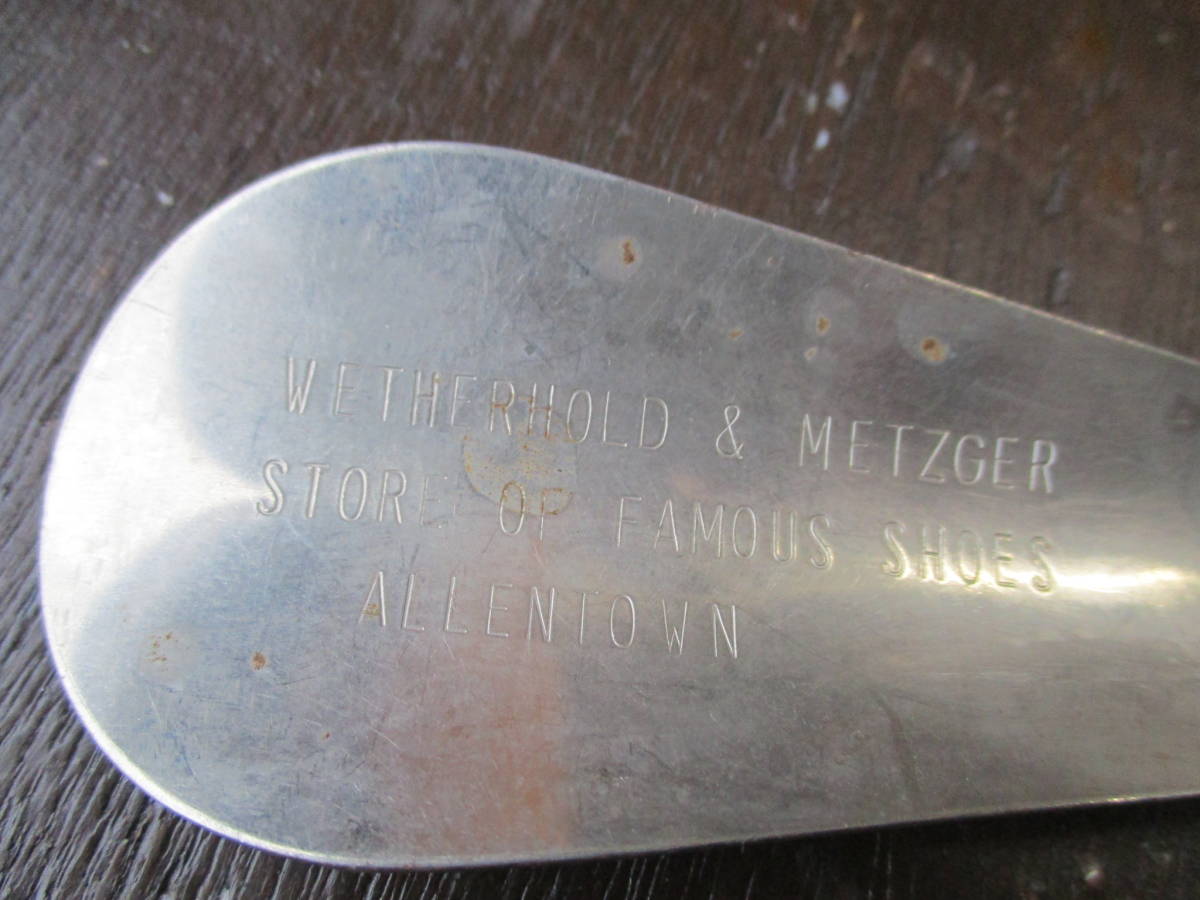 WETHERHOLD & METZGER
STORE OF FAMOUS SHOES
ALLENTOWN